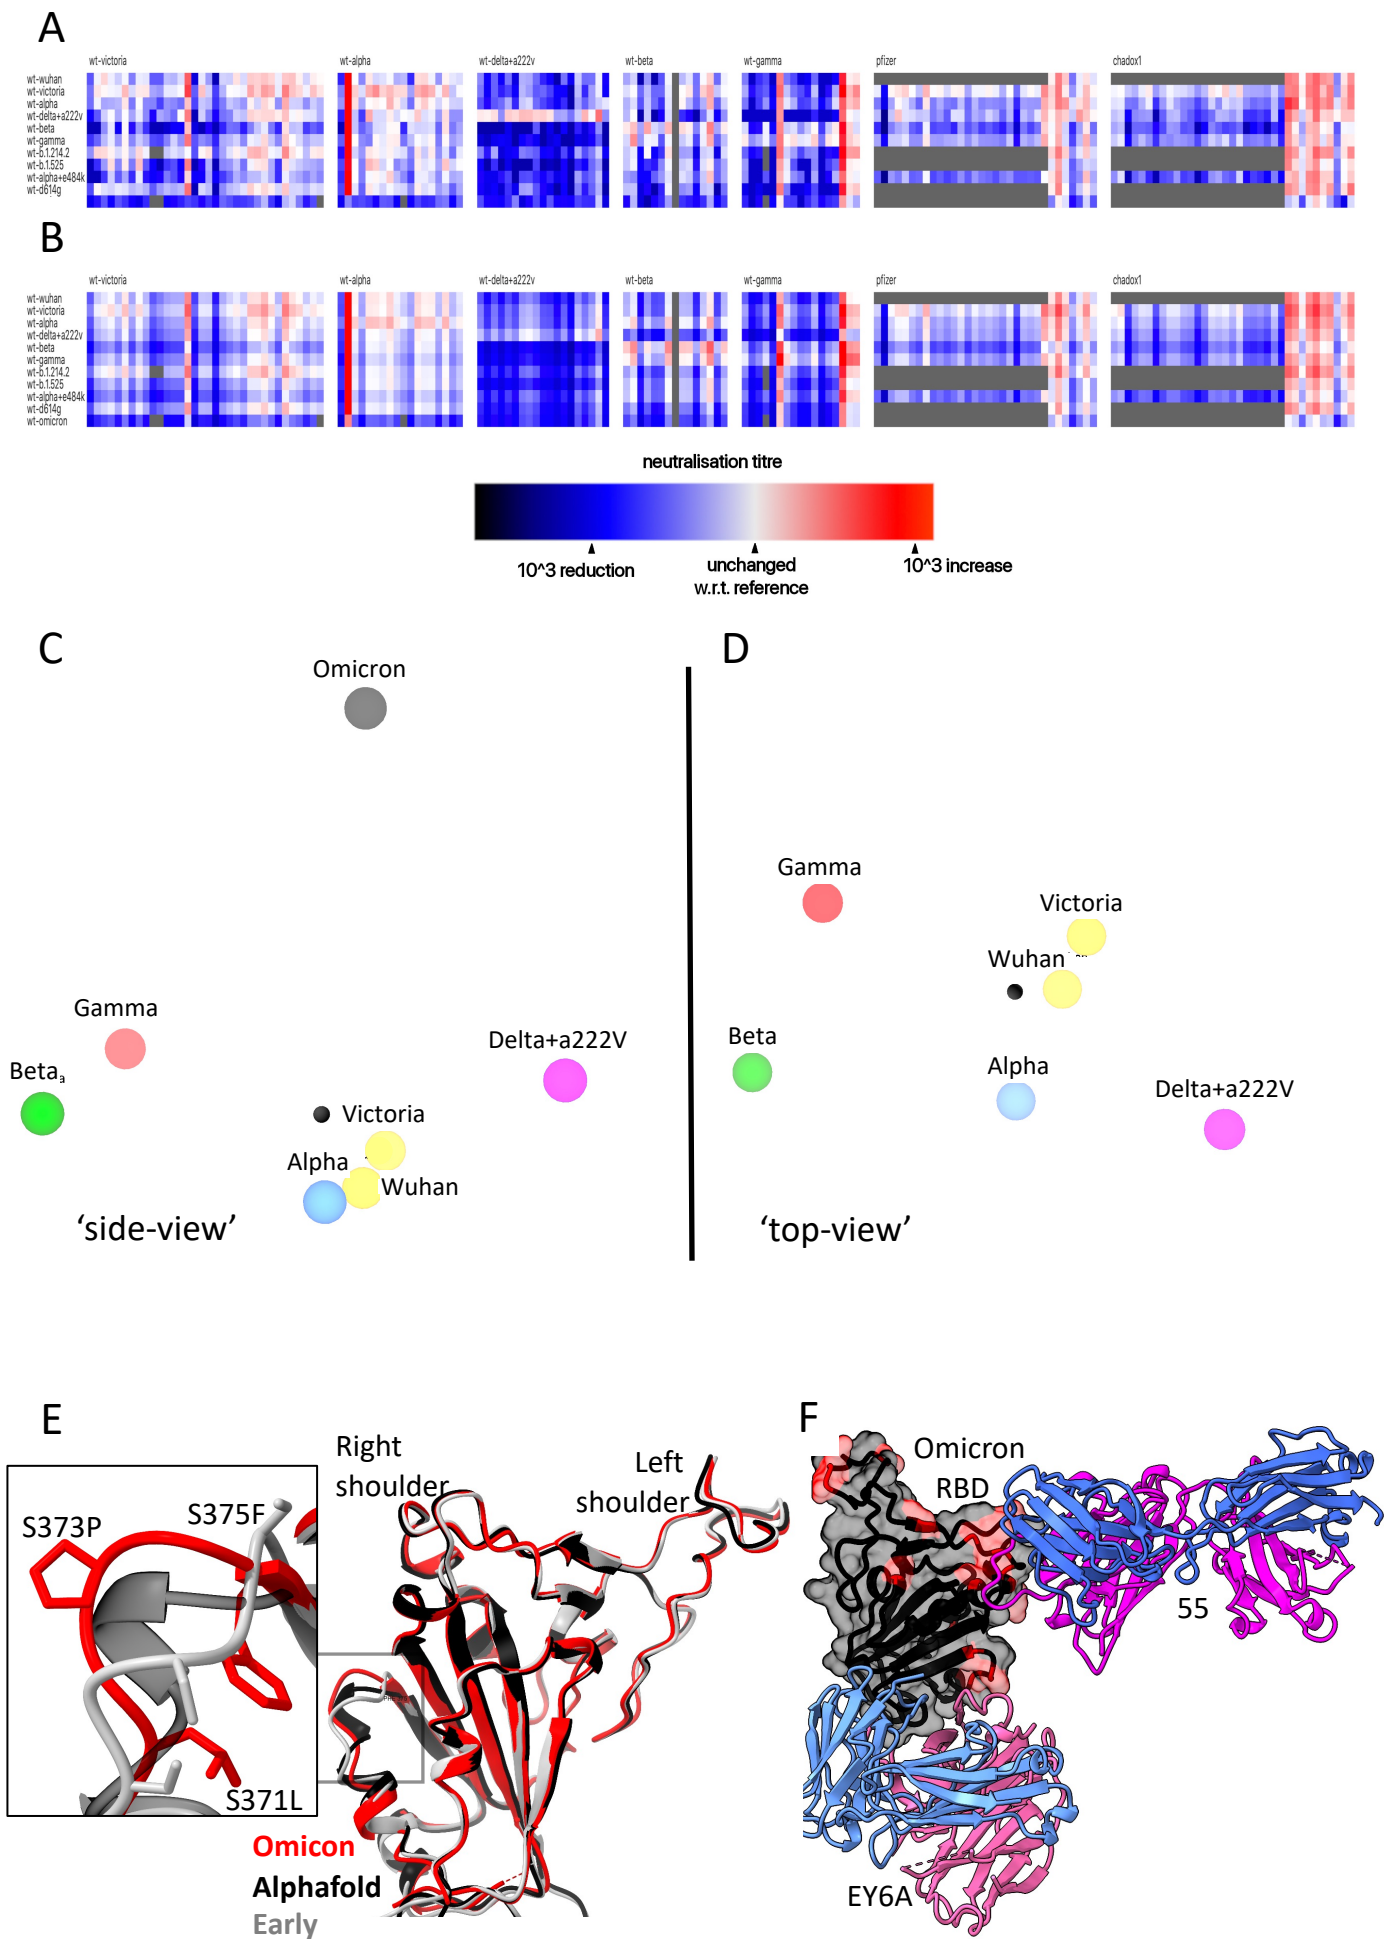 A
wt-victoria wt-alpha wt-delta+a222v wt-beta wt-gamma pfizer chadox1
wt-wuhan
wt-victoria
wt-alpha
wt-delta+a222v
wt-beta
wt-gamma
wt-b.1.214.2
wt-b.1.525
wt-alpha+e484k
wt-d614g
B
wt-victoria wt-alpha wt-delta+a222v wt-beta wt-gamma pfizer chadox1
wt-wuhan
wt-victoria
wt-alpha
wt-delta+a222v
wt-beta
wt-gamma
wt-b.1.214.2
wt-b.1.525
wt-alpha+e484k
wt-d614g
wt-omicron
neutralisation titre
10^3 reduction
unchanged
w.r.t. reference
10^3 increase
C
Omicron
Gamma
Beta
a
Delta+a222V
Victoria
Alpha
Wuhan
'side-view'
D
Gamma
Victoria
Wuhan
Beta
Alpha
Delta+a222V
'top-view'
E
Right
shoulder
Left
shoulder
S373P
S375F
S371L
Omicon
Alphafold
Early
F
Omicron
RBD
55
EY6A